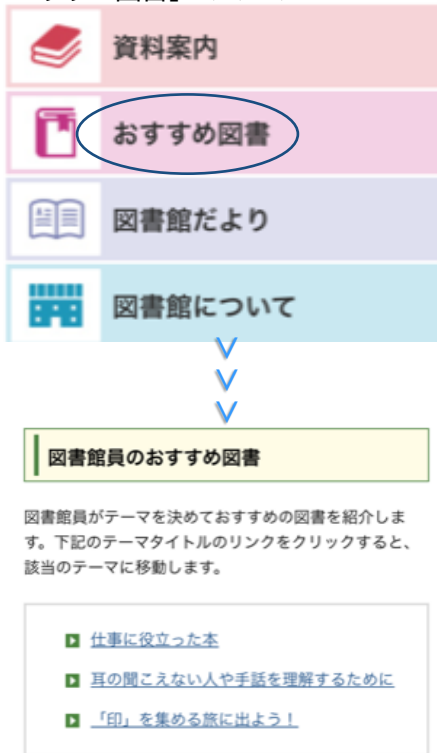 資料案内
おすすめ図書
図書館だより
図書館について
図書館員のおすすめ図書
図書館員がテーマを決めておすすめの図書を紹介しま
す。下記のテーマタイトルのリンクをクリックすると、
該当のテーマに移動します。
仕事に役立った本
耳の聞こえない人や手話を理解するために
「印」を集める旅に出よう！